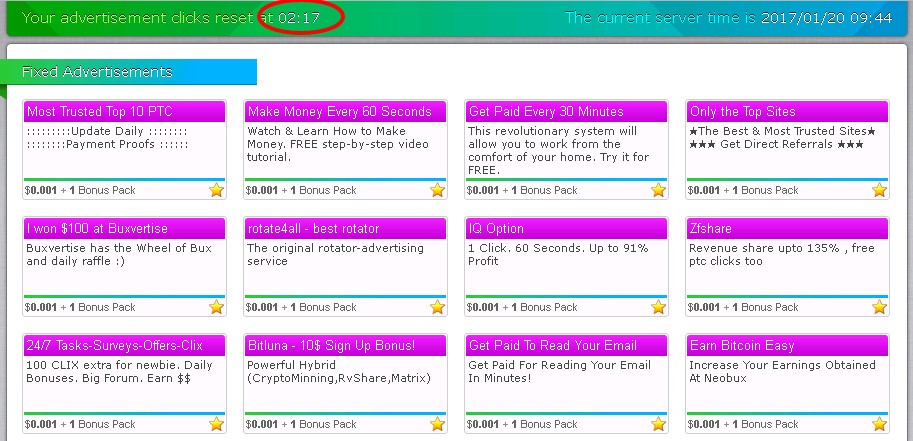 Your advertisement clicks reset at 02:17
The current server time is 2017/01/20 09:44
Fixed Advertisements
Most Trusted Top 10 PTC
:::::::::Update Daily ::::::::
::::::::Payment Proofs ::::::
$0.001 + 1 Bonus Pack
Make Money Every 60 Seconds
Watch & Learn How to Make
Money. FREE step-by-step video
tutorial.
$0.001 + 1 Bonus Pack
Get Paid Every 30 Minutes
This revolutionary system will
allow you to work from the
comfort of your home. Try it for
FREE.
$0.001 + 1 Bonus Pack
Only the Top Sites
★The Best & Most Trusted Sites★
★★★ Get Direct Referrals ★★★
$0.001 + 1 Bonus Pack
I won $100 at Buxvertise
Buxvertise has the Wheel of Bux
and daily raffle :)
$0.001 + 1 Bonus Pack
rotate4all - best rotator
The original rotator-advertising
service
$0.001 + 1 Bonus Pack
IQ Option
1 Click. 60 Seconds. Up to 91%
Profit
$0.001 + 1 Bonus Pack
Zfshare
Revenue share upto 135% , free
ptc clicks too
$0.001 + 1 Bonus Pack
24/7 Tasks-Surveys-Offers-Clix
100 CLIX extra for newbie. Daily
Bonuses. Big Forum. Earn $$
$0.001 + 1 Bonus Pack
Bitluna - 10$ Sign Up Bonus!
Powerful Hybrid
(CryptoMinning,RvShare,Matrix)
$0.001 + 1 Bonus Pack
Get Paid To Read Your Email
Get Paid For Reading Your Email
In Minutes!
$0.001 + 1 Bonus Pack
Earn Bitcoin Easy
Increase Your Earnings Obtained
At Neobux
$0.001 + 1 Bonus Pack